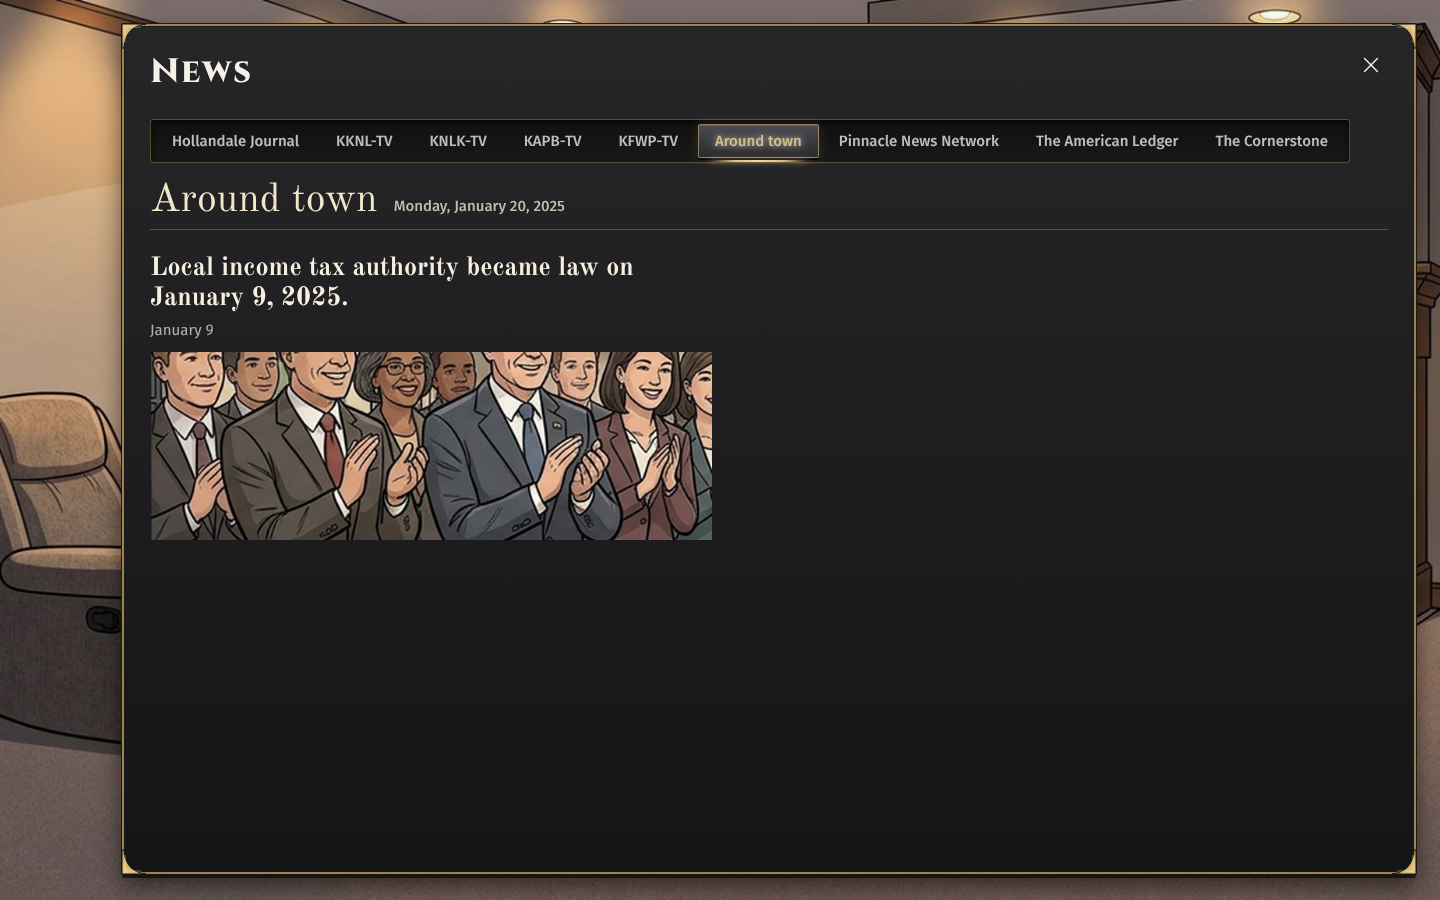 News
Hollandale Journal KKNL-TV KNLK-TV KAPB-TV KFWP-TV Around town Pinnacle News Network The American Ledger The Cornerstone
Around town Monday, January 20, 2025
Local income tax authority became law on
January 9, 2025.
January 9